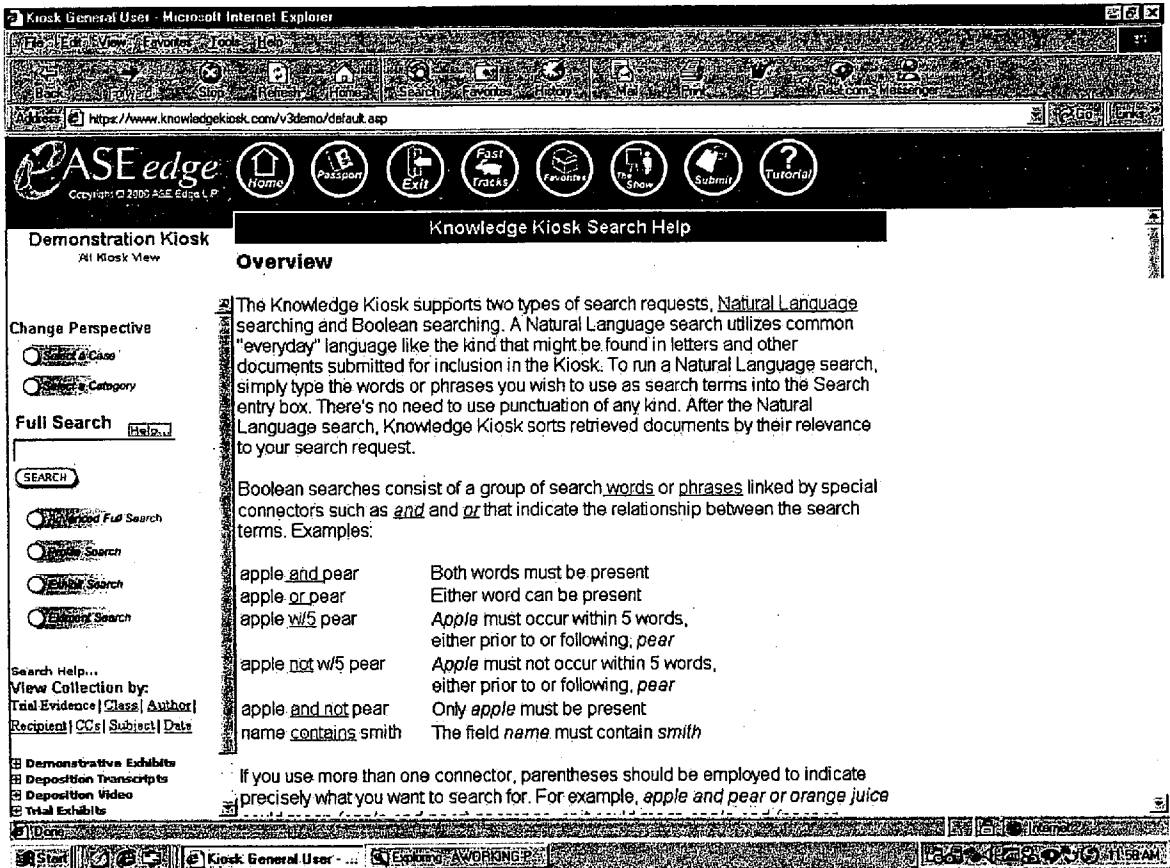 Kiosk General User - Microsoft Internet Explorer
File Edit View Favorites Tools Help
Back Forward Stop Refresh Home Search Favorites History Mail Print Edit Real.com Messenger
Address https://www.knowledgekiosk.com/v3demo/default.asp Go Links
CASE edge
Home Passport Exit Fast Tracks Favorites The Show Submit Tutorial
Demonstration Kiosk
All Kiosk View
Change Perspective
Select a Case
Select a Category
Full Search Help...
SEARCH
Advanced Full Search
Profile Search
Exhibit Search
Element Search
Search Help...
View Collection by:
Trial Evidence| Class| Author|
Recipient| CCs| Subject| Date
Demonstrative Exhibits
Deposition Transcripts
Deposition Video
Trial Exhibits
Knowledge Kiosk Search Help
Overview
The Knowledge Kiosk supports two types of search requests, Natural Language
searching and Boolean searching. A Natural Language search utilizes common
"everyday" language like the kind that might be found in letters and other
documents submitted for inclusion in the Kiosk. To run a Natural Language search,
simply type the words or phrases you wish to use as search terms into the Search
entry box. There's no need to use punctuation of any kind. After the Natural
Language search, Knowledge Kiosk sorts retrieved documents by their relevance
to your search request.
Boolean searches consist of a group of search words or phrases linked by special
connectors such as and and or that indicate the relationship between the search
terms. Examples:
apple and pear Both words must be present
apple or pear Either word can be present
apple w/5 pear Apple must occur within 5 words,
either prior to or following, pear
apple not w/5 pear Apple must not occur within 5 words,
either prior to or following, pear
apple and not pear Only apple must be present
name contains smith The field name must contain smith
If you use more than one connector, parentheses should be employed to indicate
precisely what you want to search for. For example, apple and pear or orange juice
Done Internet
Start Kiosk General User - ... Exploring 11:58 AM